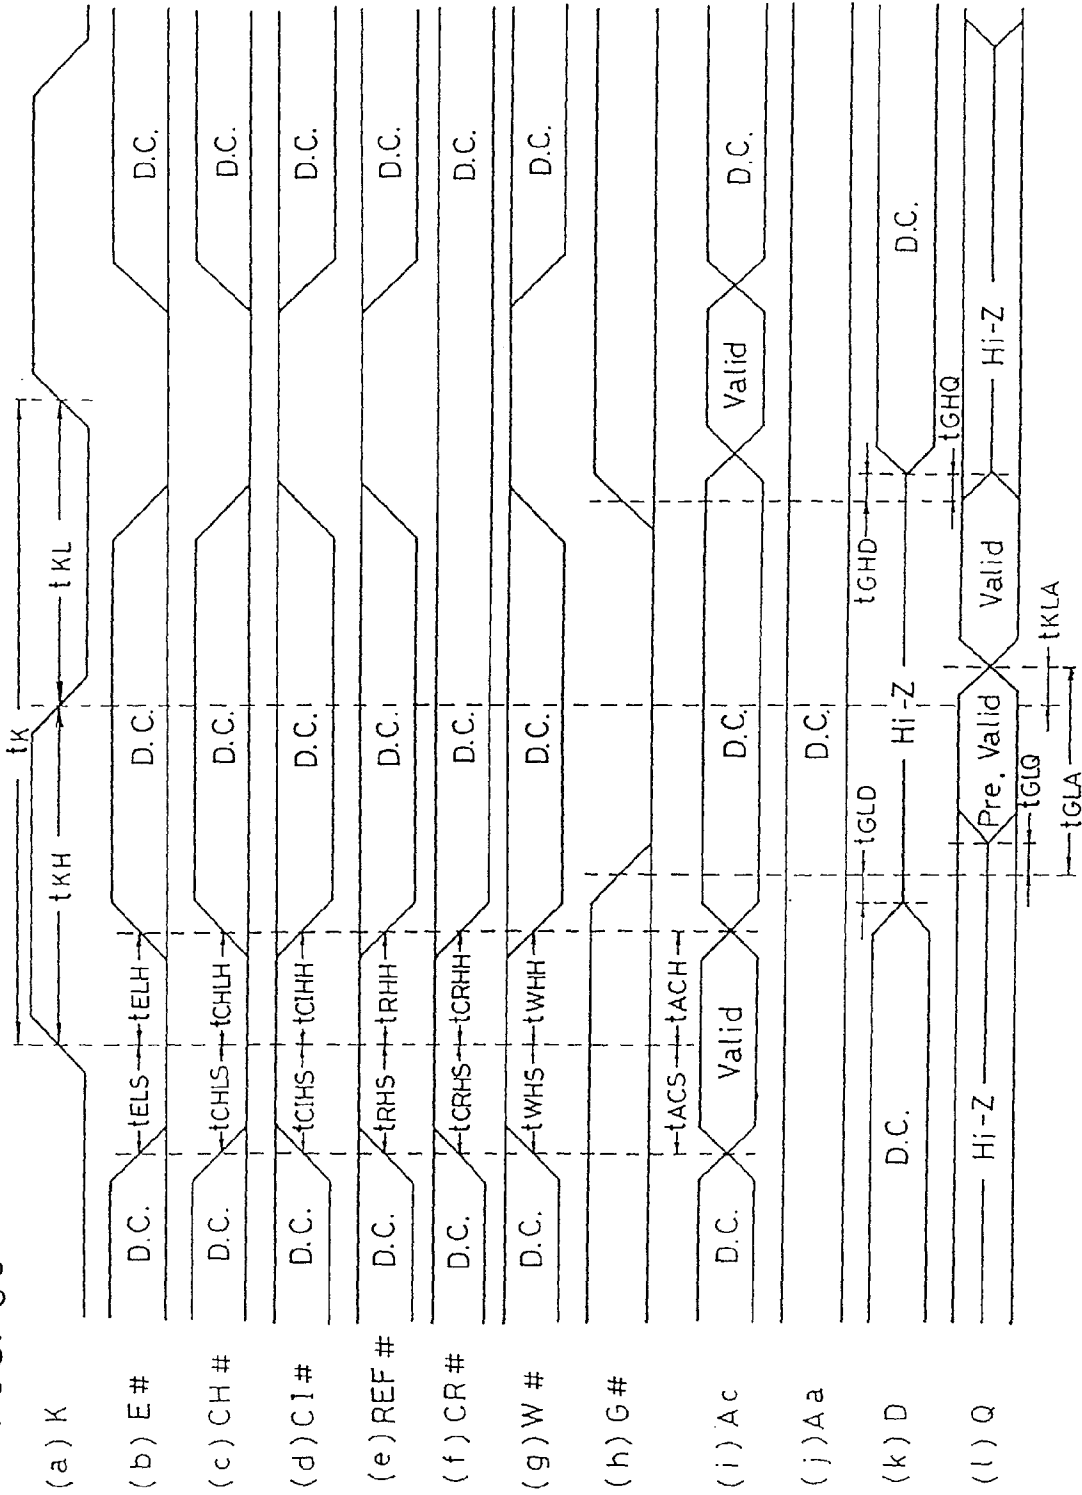 (a) K
tK
tKH
tKL
(b) E#
D.C.
tELS
tELH
D.C.
D.C.
(c) CH#
D.C.
tCHLS
tCHLH
D.C.
D.C.
(d) CI#
D.C.
tCIHS
tCIHH
D.C.
D.C.
(e) REF#
D.C.
tRHS
tRHH
D.C.
D.C.
(f) CR#
D.C.
tCRHS
tCRHH
D.C.
D.C.
(g) W#
D.C.
tWHS
tWHH
D.C.
D.C.
(h) G#
tACS
tACH
(i) Ac
D.C.
Valid
D.C.
Valid
D.C.
(j) Aa
D.C.
tGLD
tGHD
(k) D
D.C.
Hi-Z
D.C.
tGHQ
(l) Q
Hi-Z
Pre. Valid
Valid
Hi-Z
tGLQ
tKLA
tGLA